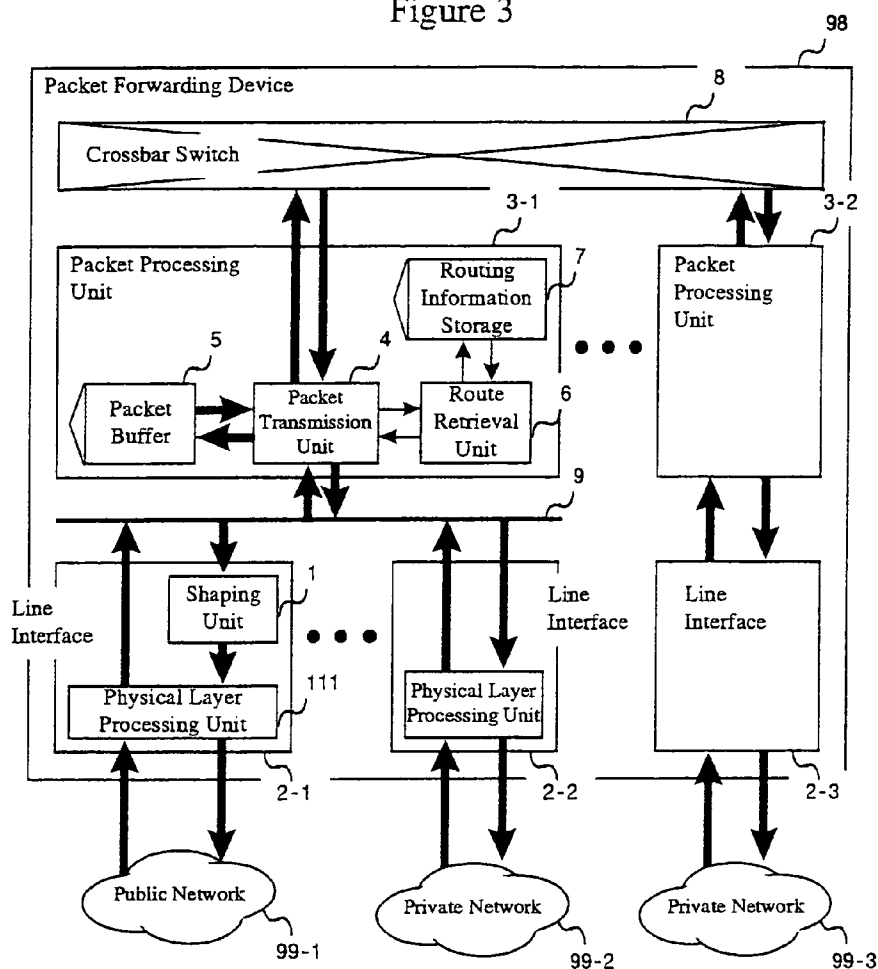 Figure 3
98
Packet Forwarding Device
8
Crossbar Switch
3-1
3-2
Packet Processing
Unit
7
Routing
Information
Storage
Packet
Processing
Unit
5
4
6
Packet
Buffer
Packet
Transmission
Unit
Route
Retrieval
Unit
9
1
Shaping
Unit
Line
Interface
Line
Interface
Line
Interface
111
Physical Layer
Processing Unit
Physical Layer
Processing Unit
2-1
2-2
2-3
Public Network
Private Network
Private Network
99-1
99-2
99-3